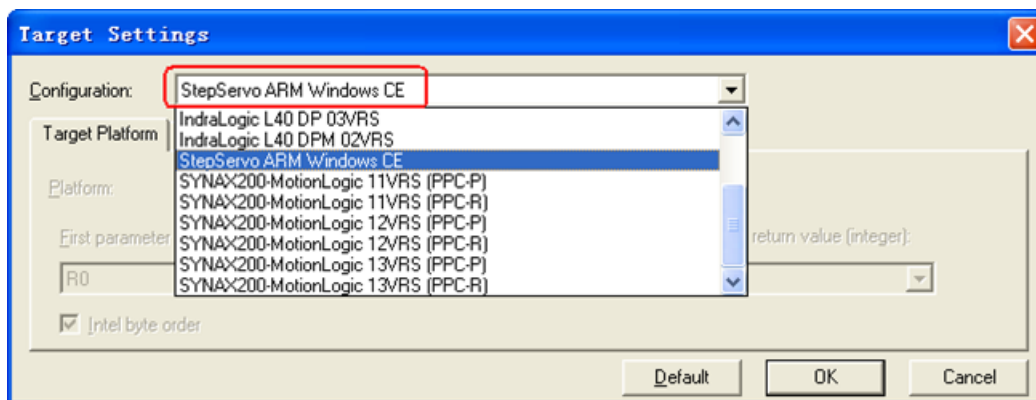 Target Settings
Configuration: StepServo ARM Windows CE
IndraLogic L40 DP 03VRS
Target Platform IndraLogic L40 DPM 02VRS
StepServo ARM Windows CE
Platform: SYNAX200-MotionLogic 11VRS (PPC-P)
SYNAX200-MotionLogic 11VRS (PPC-R)
SYNAX200-MotionLogic 12VRS (PPC-P)
First parameter SYNAX200-MotionLogic 12VRS (PPC-R) return value (integer):
SYNAX200-MotionLogic 13VRS (PPC-P)
R0 SYNAX200-MotionLogic 13VRS (PPC-R)
Intel byte order
Default OK Cancel